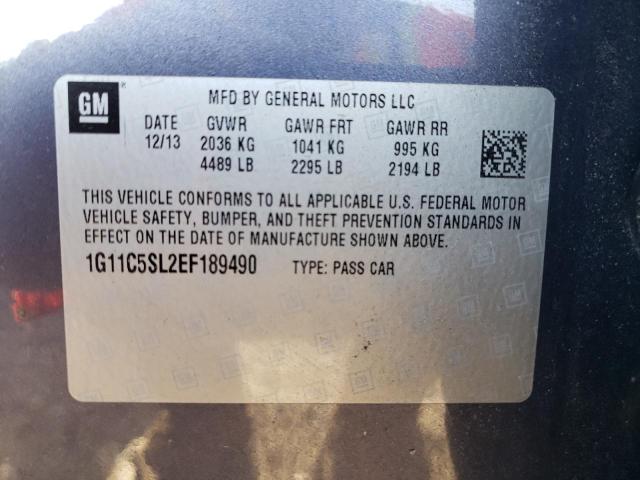 GM
MFD BY GENERAL MOTORS LLC
DATE GVWR GAWR FRT GAWR RR
12/13 2036 KG 1041 KG 995 KG
4489 LB 2295 LB 2194 LB
THIS VEHICLE CONFORMS TO ALL APPLICABLE U.S. FEDERAL MOTOR
VEHICLE SAFETY, BUMPER, AND THEFT PREVENTION STANDARDS IN
EFFECT ON THE DATE OF MANUFACTURE SHOWN ABOVE.
1G11C5SL2EF189490 TYPE: PASS CAR